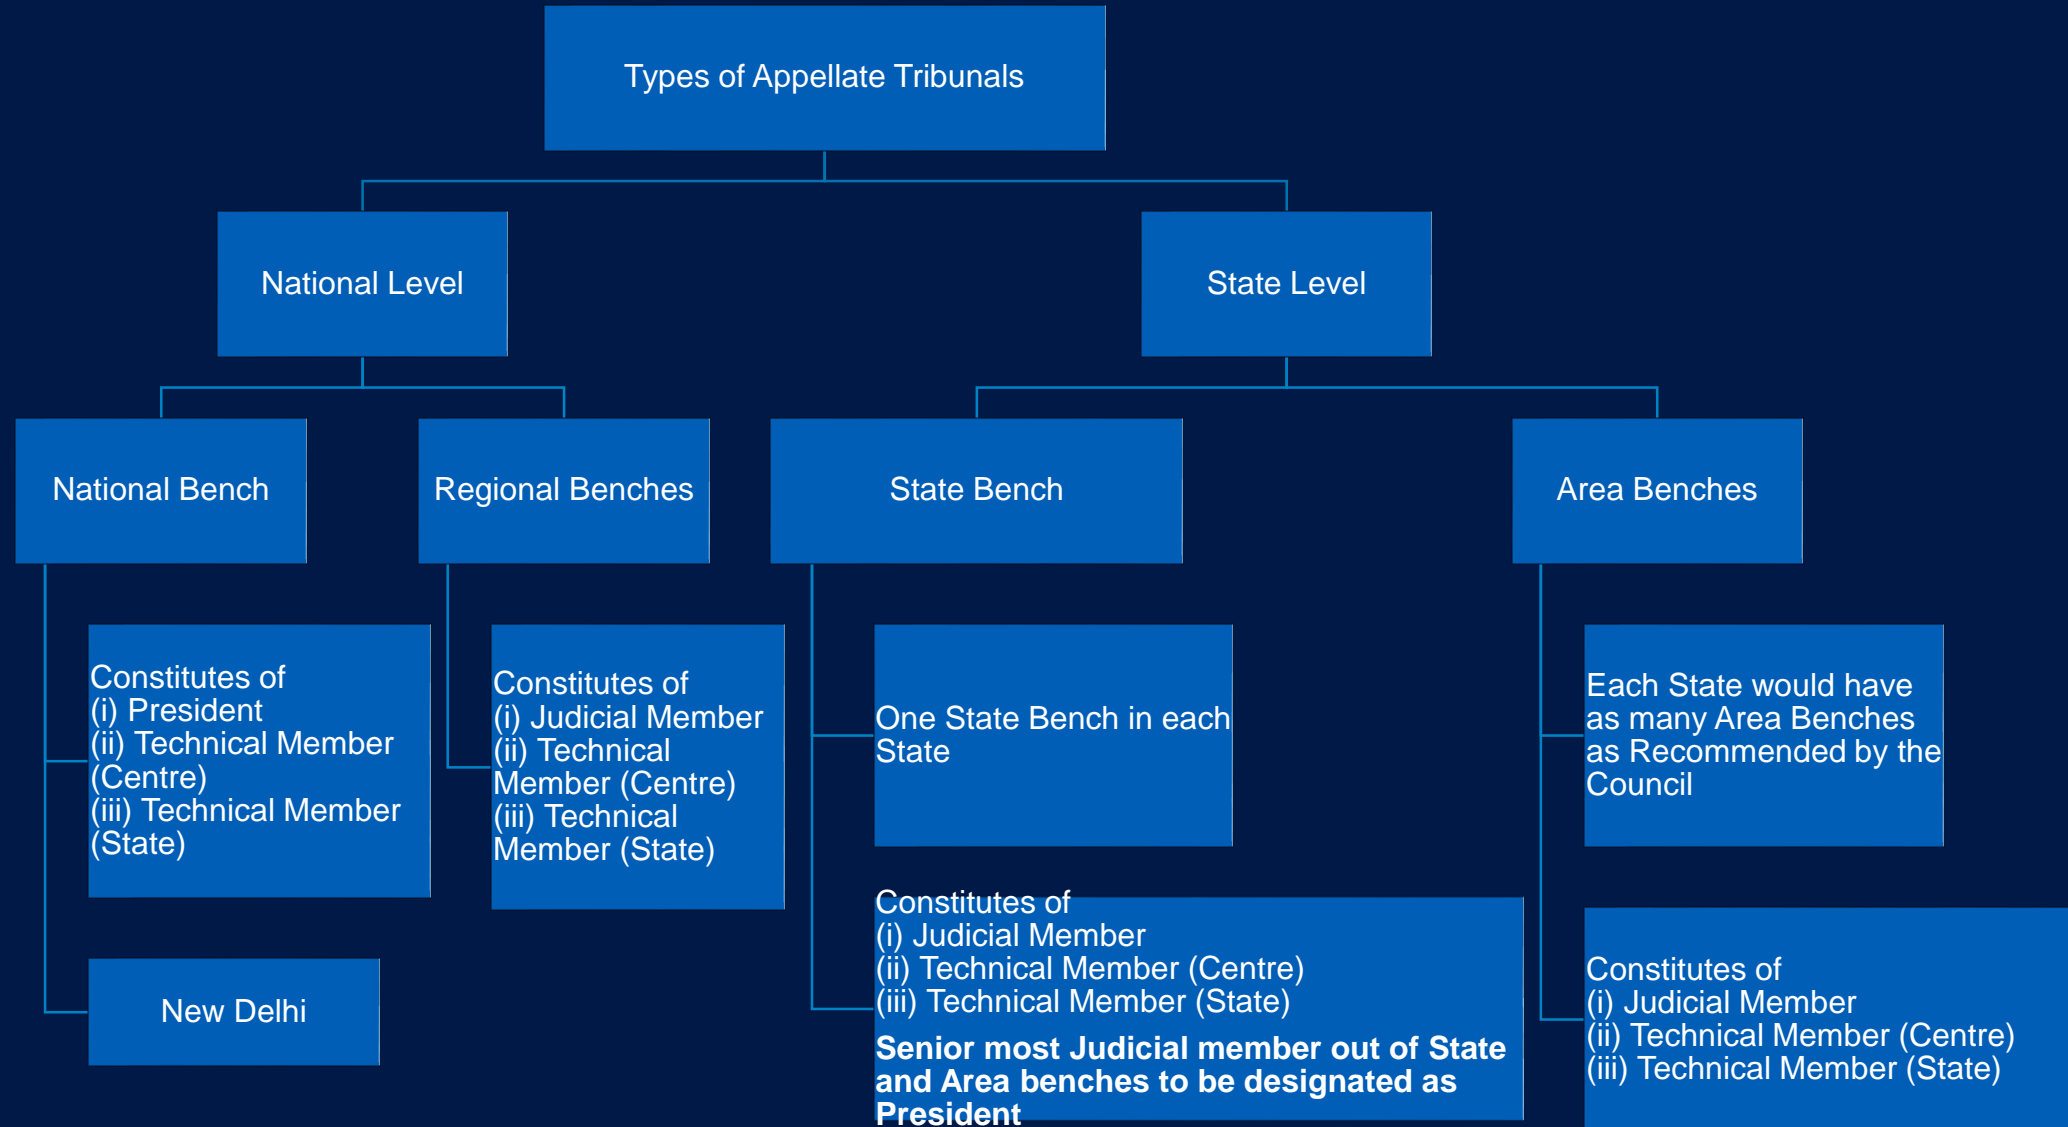 Types of Appellate Tribunals
National Level
State Level
National Bench
Regional Benches
State Bench
Area Benches
Constitutes of
(i) President
(ii) Technical Member
(Centre)
(iii) Technical Member
(State)
New Delhi
Constitutes of
(i) Judicial Member
(ii) Technical
Member (Centre)
(iii) Technical
Member (State)
One State Bench in each
State
Constitutes of
(i) Judicial Member
(ii) Technical Member (Centre)
(iii) Technical Member (State)
Senior most Judicial member out of State
and Area benches to be designated as
President
Each State would have
as many Area Benches
as Recommended by the
Council
Constitutes of
(i) Judicial Member
(ii) Technical Member (Centre)
(iii) Technical Member (State)